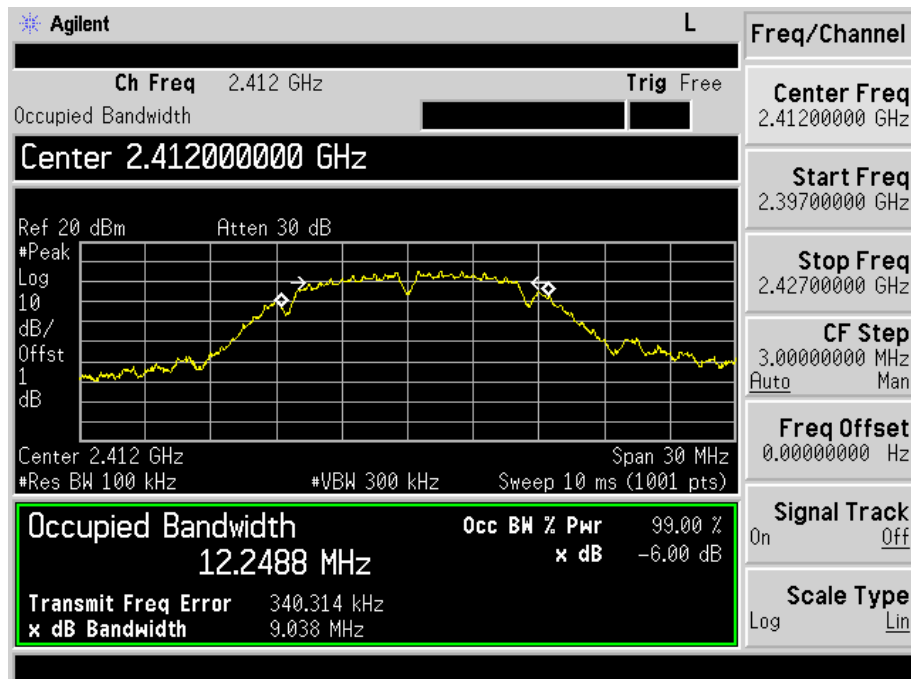 Agilent L
Ch Freq 2.412 GHz Trig Free
Occupied Bandwidth
Center 2.412000000 GHz
Ref 20 dBm Atten 30 dB
#Peak
Log
10
dB/
Offst
1
dB
Center 2.412 GHz Span 30 MHz
#Res BW 100 kHz #VBW 300 kHz Sweep 10 ms (1001 pts)
Occupied Bandwidth Occ BW % Pwr 99.00 %
12.2488 MHz x dB -6.00 dB
Transmit Freq Error 340.314 kHz
x dB Bandwidth 9.038 MHz
Freq/Channel
Center Freq
2.41200000 GHz
Start Freq
2.39700000 GHz
Stop Freq
2.42700000 GHz
CF Step
3.00000000 MHz
Auto Man
Freq Offset
0.00000000 Hz
Signal Track
On Off
Scale Type
Log Lin